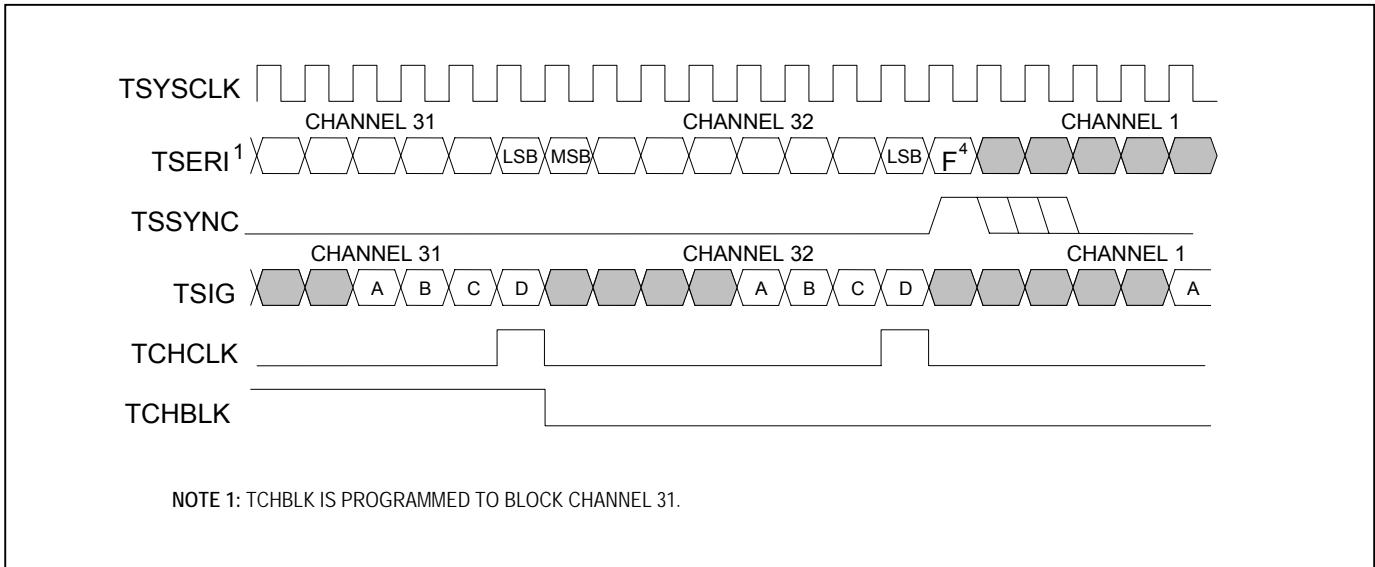 TSYSCLK
CHANNEL 31 CHANNEL 32 CHANNEL 1
TSERI¹ LSB MSB LSB F⁴
TSSYNC
CHANNEL 31 CHANNEL 32 CHANNEL 1
TSIG A B C D A B C D A
TCHCLK
TCHBLK
NOTE 1: TCHBLK IS PROGRAMMED TO BLOCK CHANNEL 31.